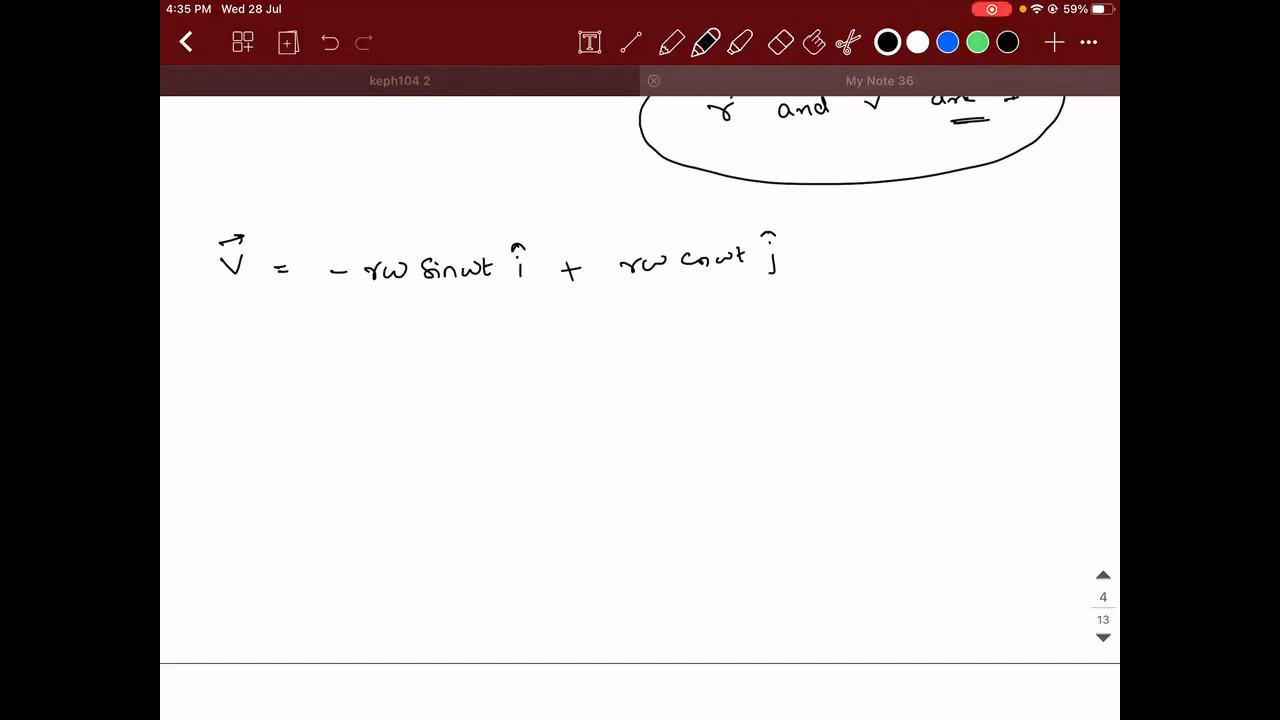 4:35 PM Wed 28 Jul 59%
T
keph104 2 My Note 36
r and v are
V⃗ = - rω sinωt î + rω cosωt ĵ
4
13